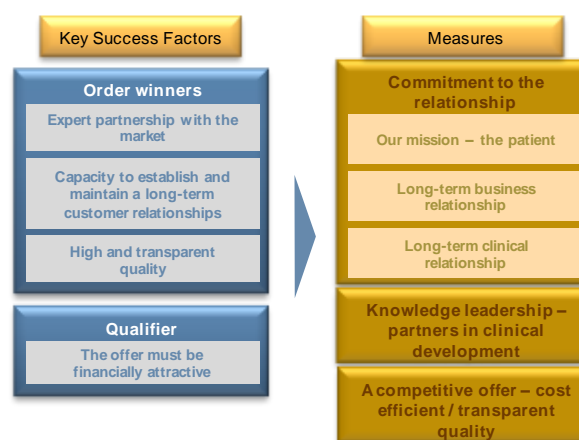 Key Success Factors
Order winners
Expert partnership with the
market
Capacity to establish and
maintain a long-term
customer relationships
High and transparent
quality
Qualifier
The offer must be
financially attractive
Measures
Commitment to the
relationship
Our mission – the patient
Long-term business
relationship
Long-term clinical
relationship
Knowledge leadership –
partners in clinical
development
A competitive offer – cost
efficient / transparent
quality